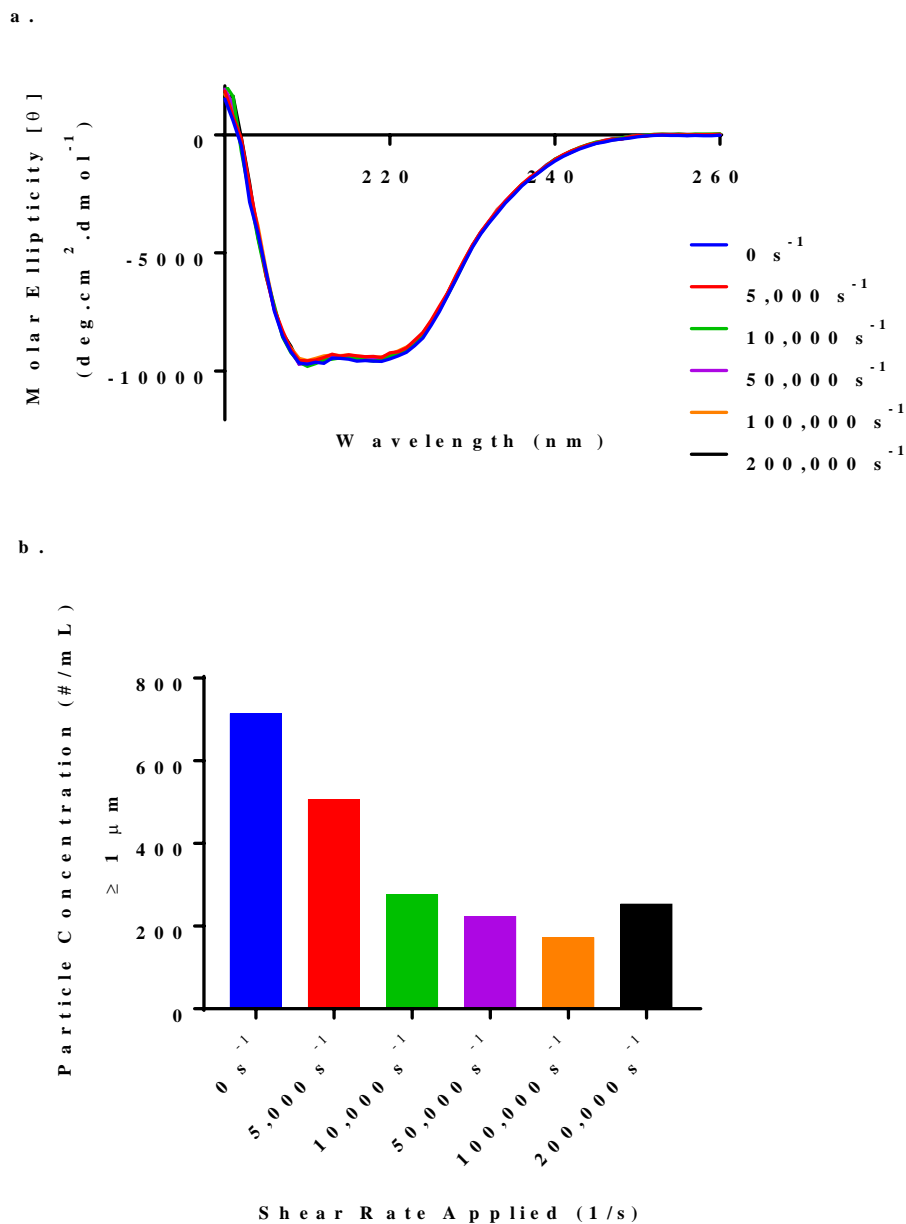 a.
Molar Ellipticity [θ]
(deg.cm².dmol⁻¹)
0
-5000
-10000
220
240
260
Wavelength (nm)
0 s⁻¹
5,000 s⁻¹
10,000 s⁻¹
50,000 s⁻¹
100,000 s⁻¹
200,000 s⁻¹
b.
Particle Concentration (#/mL)
≥ 1 μm
800
600
400
200
0
0 s⁻¹
5,000 s⁻¹
10,000 s⁻¹
50,000 s⁻¹
100,000 s⁻¹
200,000 s⁻¹
Shear Rate Applied (1/s)